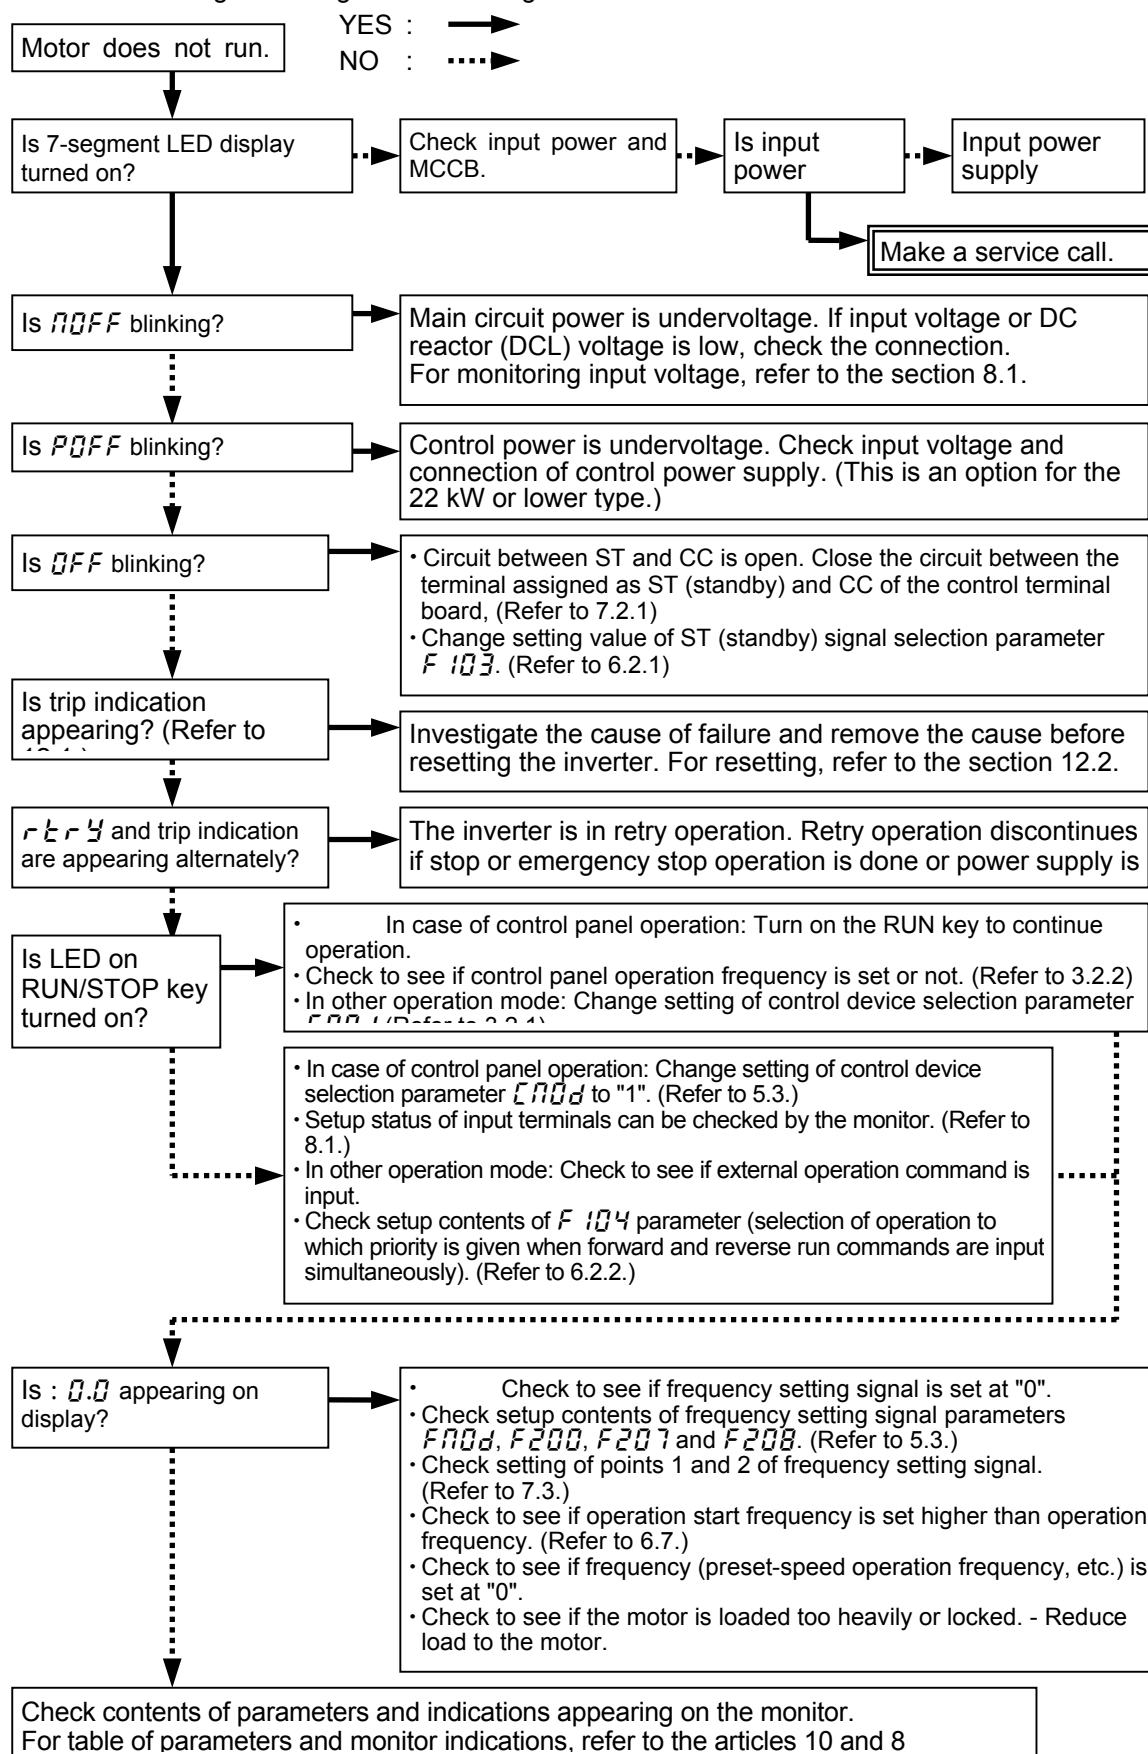 YES :
NO :
Motor does not run.
Is 7-segment LED display
turned on?
Check input power and
MCCB.
Is input
power
Input power
supply
Make a service call.
Is MOFF blinking?
Main circuit power is undervoltage. If input voltage or DC
reactor (DCL) voltage is low, check the connection.
For monitoring input voltage, refer to the section 8.1.
Is POFF blinking?
Control power is undervoltage. Check input voltage and
connection of control power supply. (This is an option for the
22 kW or lower type.)
Is OFF blinking?
・Circuit between ST and CC is open. Close the circuit between the
terminal assigned as ST (standby) and CC of the control terminal
board, (Refer to 7.2.1)
・Change setting value of ST (standby) signal selection parameter
F103. (Refer to 6.2.1)
Is trip indication
appearing? (Refer to
Investigate the cause of failure and remove the cause before
resetting the inverter. For resetting, refer to the section 12.2.
rtry and trip indication
are appearing alternately?
The inverter is in retry operation. Retry operation discontinues
if stop or emergency stop operation is done or power supply is
Is LED on
RUN/STOP key
turned on?
・ In case of control panel operation: Turn on the RUN key to continue
operation.
・Check to see if control panel operation frequency is set or not. (Refer to 3.2.2)
・In other operation mode: Change setting of control device selection parameter
・In case of control panel operation: Change setting of control device
selection parameter CMOd to "1". (Refer to 5.3.)
・Setup status of input terminals can be checked by the monitor. (Refer to
8.1.)
・In other operation mode: Check to see if external operation command is
input.
・Check setup contents of F104 parameter (selection of operation to
which priority is given when forward and reverse run commands are input
simultaneously). (Refer to 6.2.2.)
Is : 0.0 appearing on
display?
・ Check to see if frequency setting signal is set at "0".
・Check setup contents of frequency setting signal parameters
FMOd, F200, F207 and F208. (Refer to 5.3.)
・Check setting of points 1 and 2 of frequency setting signal.
(Refer to 7.3.)
・Check to see if operation start frequency is set higher than operation
frequency. (Refer to 6.7.)
・Check to see if frequency (preset-speed operation frequency, etc.) is
set at "0".
・Check to see if the motor is loaded too heavily or locked. - Reduce
load to the motor.
Check contents of parameters and indications appearing on the monitor.
For table of parameters and monitor indications, refer to the articles 10 and 8